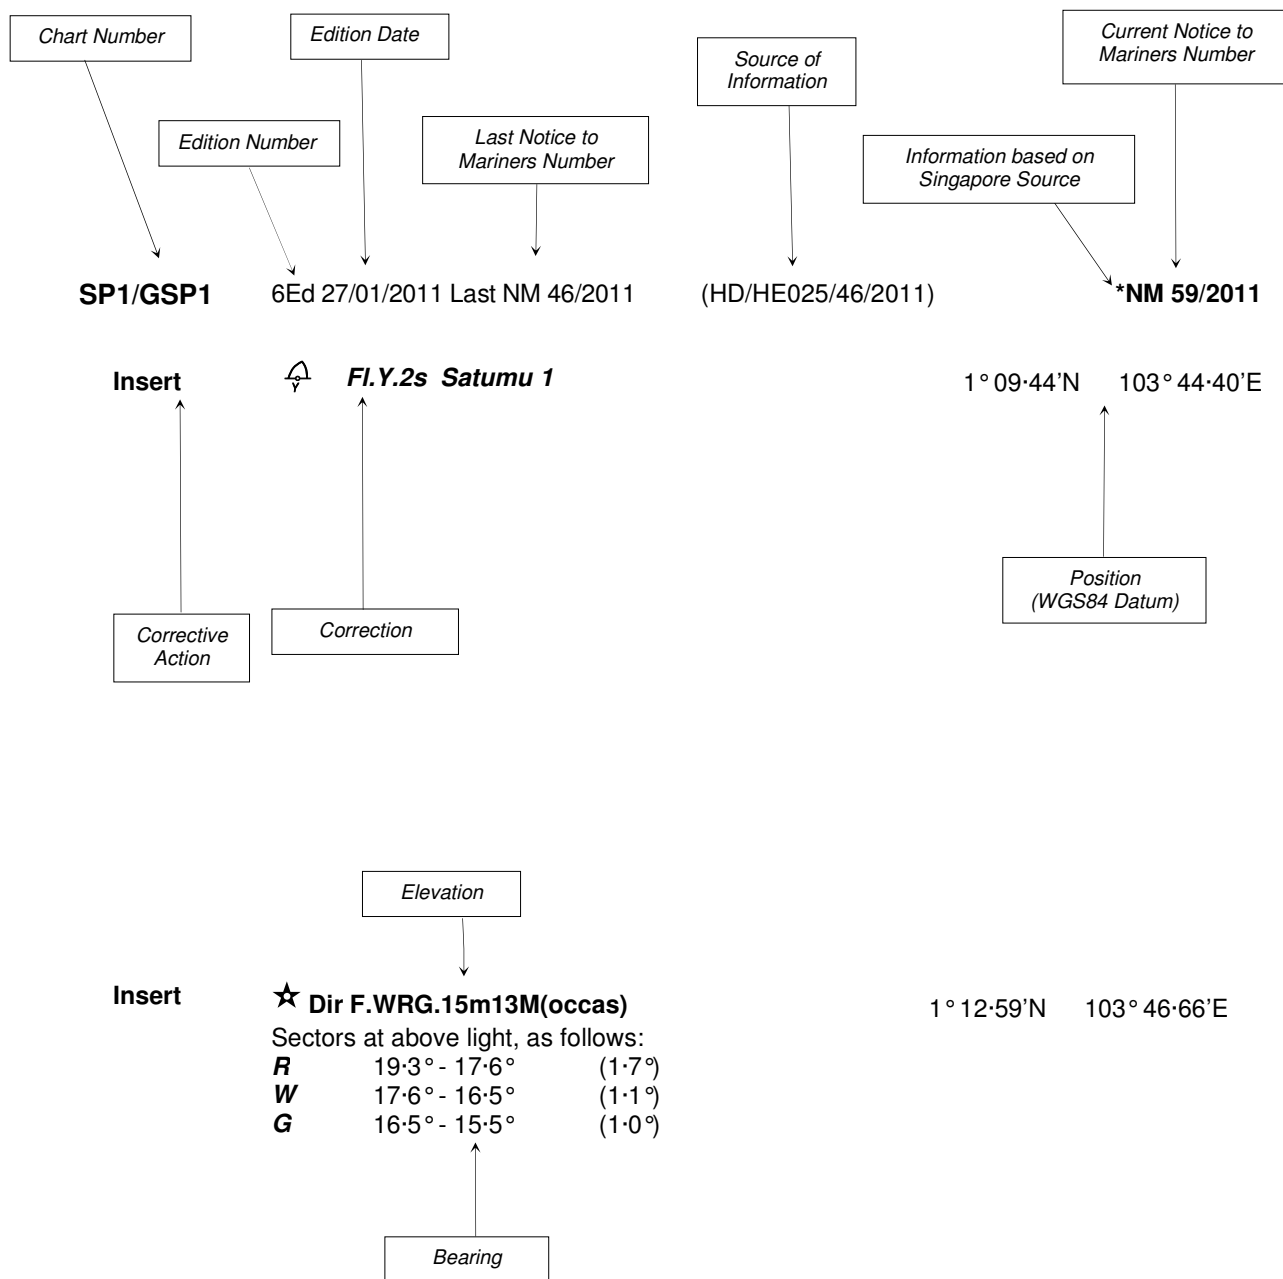 Chart Number
Edition Date
Source of
Information
Current Notice to
Mariners Number
Edition Number
Last Notice to
Mariners Number
Information based on
Singapore Source
SP1/GSP1 6Ed 27/01/2011 Last NM 46/2011 (HD/HE025/46/2011) *NM 59/2011
Insert Y Fl.Y.2s Satumu 1 1° 09·44'N 103° 44·40'E
Position
(WGS84 Datum)
Corrective
Action
Correction
Elevation
Insert Dir F.WRG.15m13M(occas) 1° 12·59'N 103° 46·66'E
Sectors at above light, as follows:
R 19·3° - 17·6° (1·7°)
W 17·6° - 16·5° (1·1°)
G 16·5° - 15·5° (1·0°)
Bearing